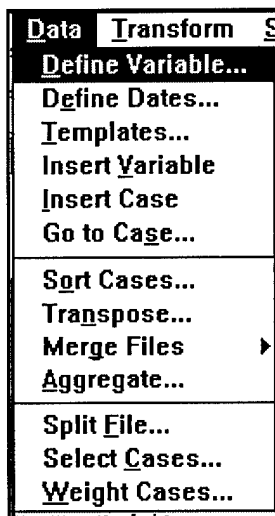 Data Transform S
Define Variable...
Define Dates...
Templates...
Insert Variable
Insert Case
Go to Case...
Sort Cases...
Transpose...
Merge Files
Aggregate...
Split File...
Select Cases...
Weight Cases...